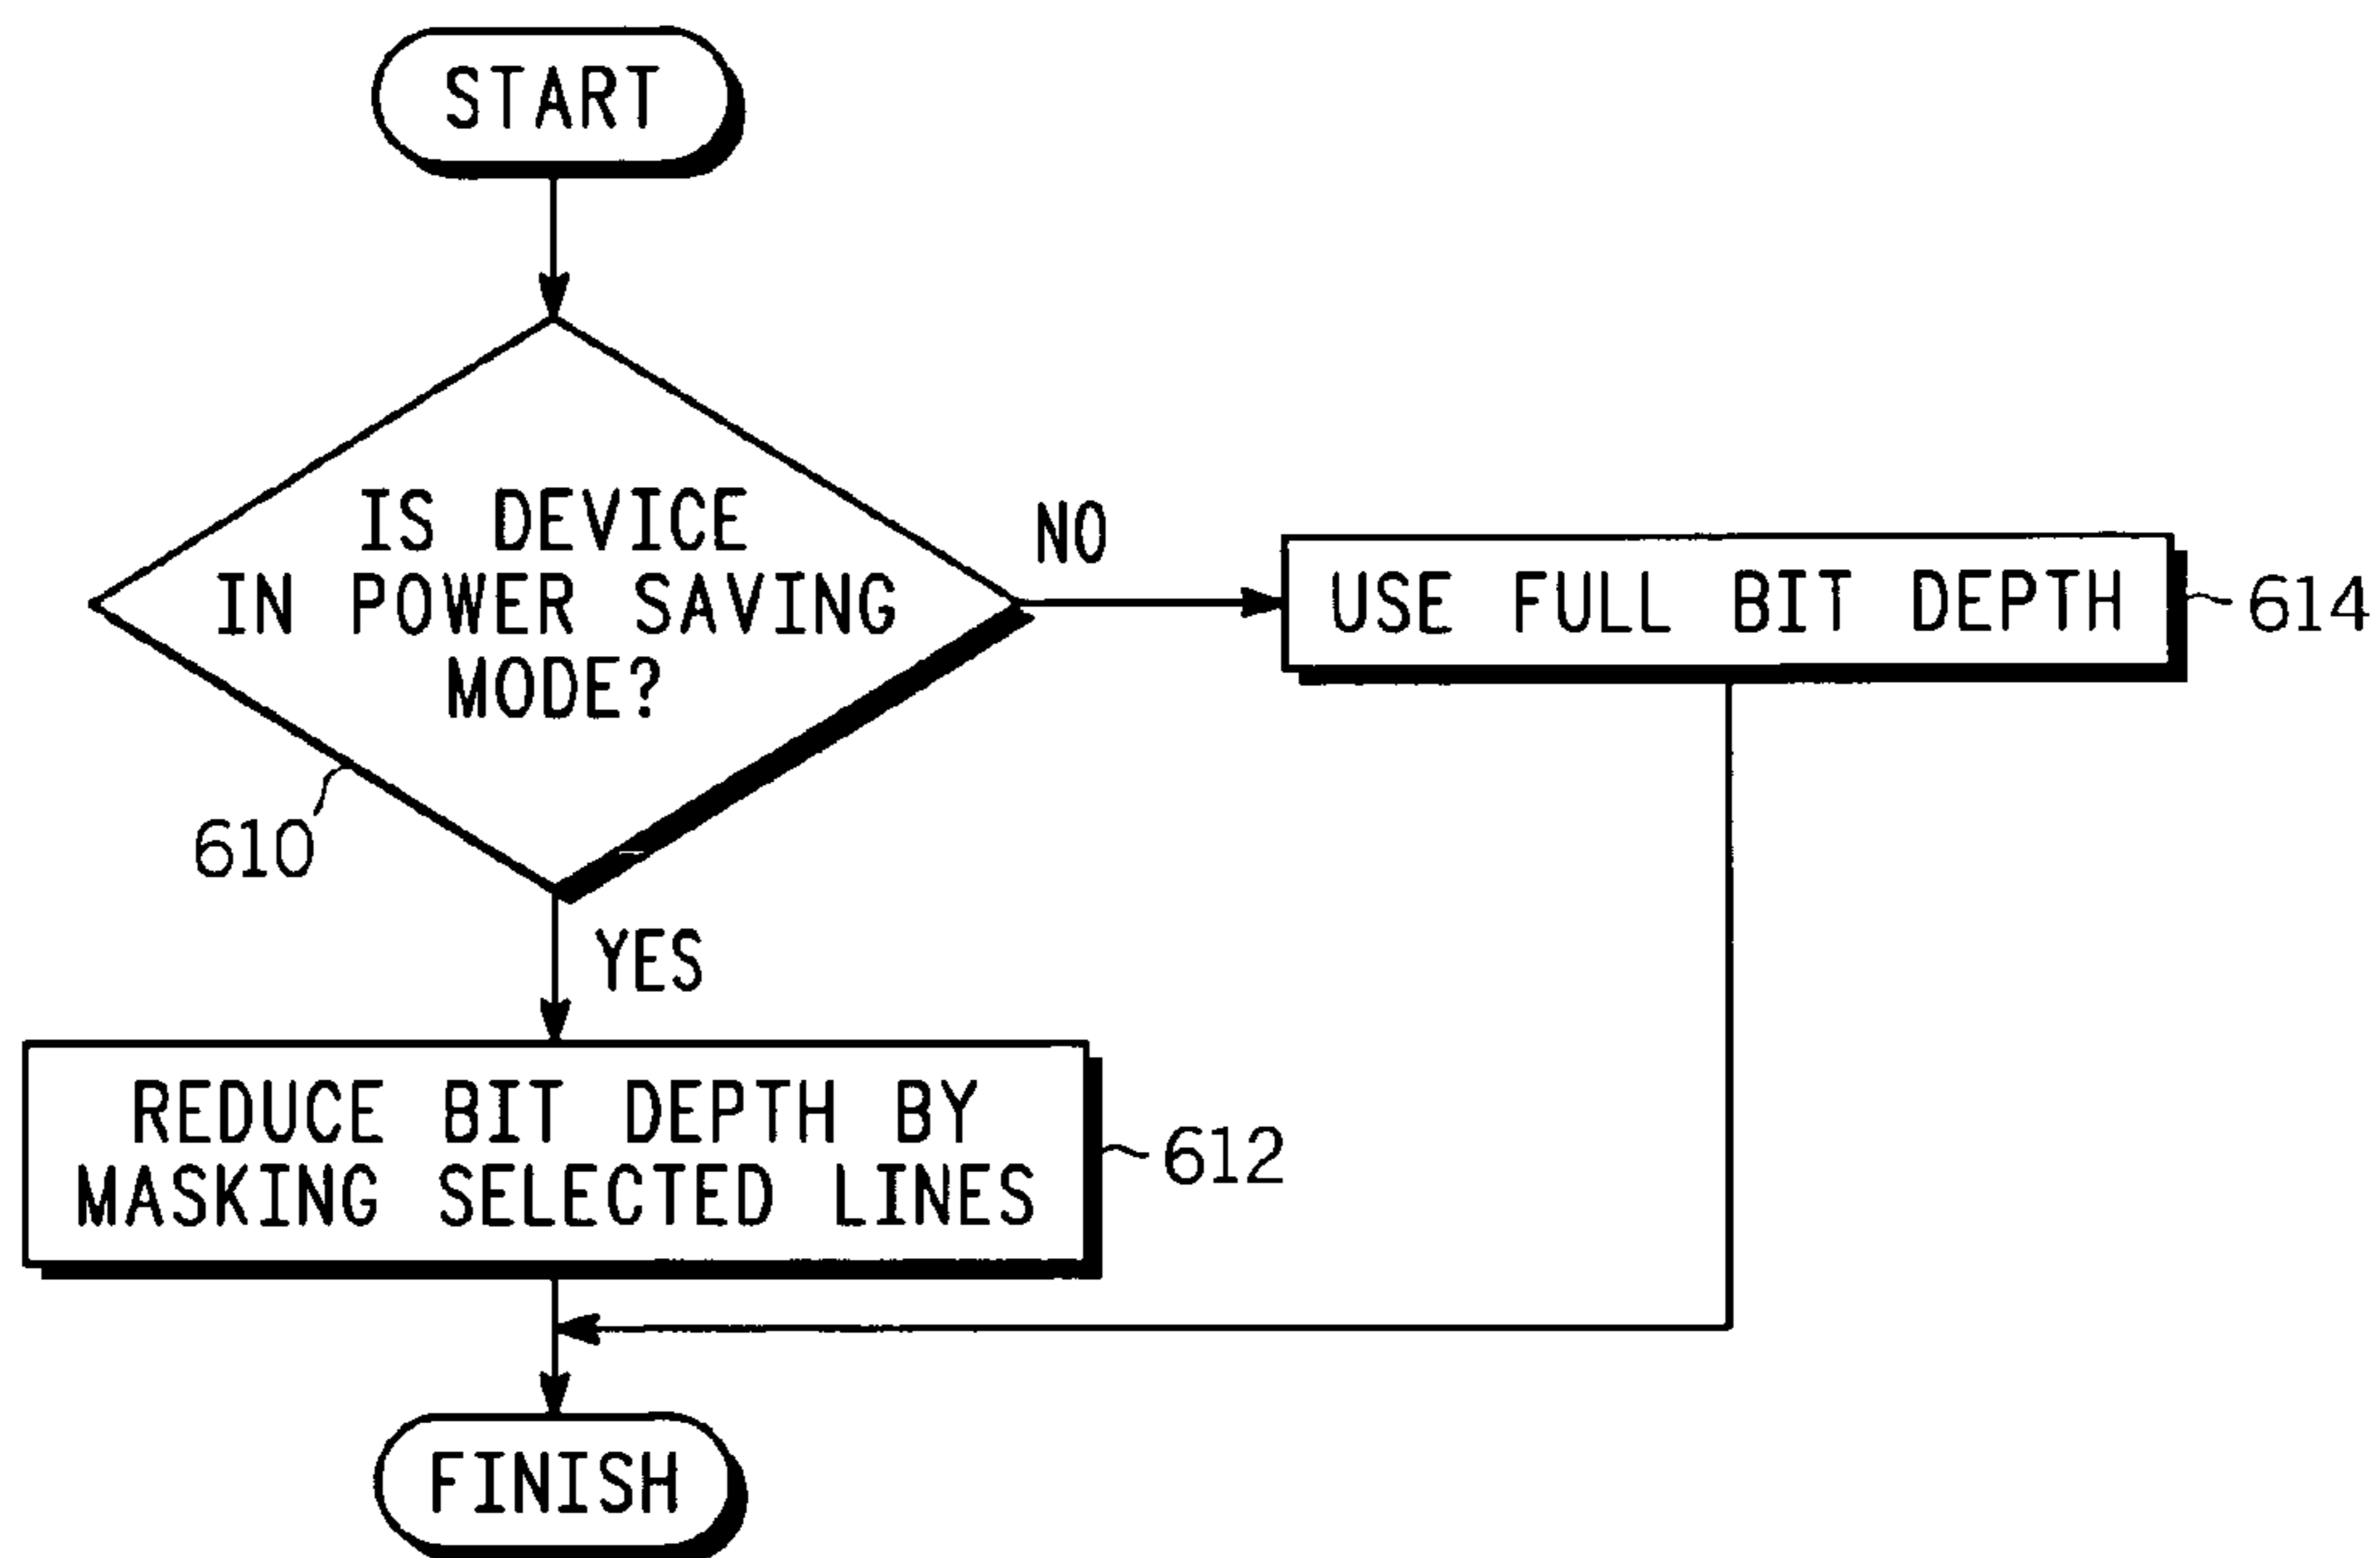 START
IS DEVICE
IN POWER SAVING
MODE?
NO
USE FULL BIT DEPTH
614
610
YES
REDUCE BIT DEPTH BY
MASKING SELECTED LINES
612
FINISH